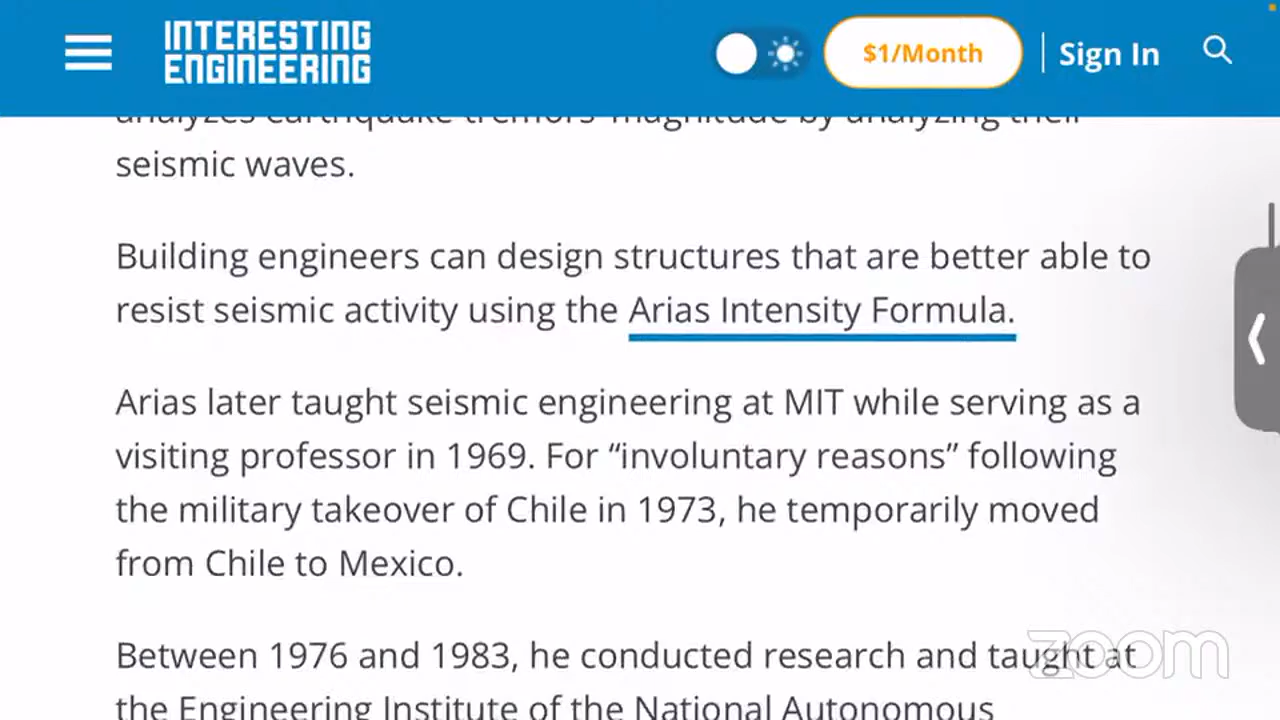 INTERESTING
ENGINEERING
$1/Month
Sign In
analyzes earthquake tremors' magnitude by analyzing their
seismic waves.
Building engineers can design structures that are better able to
resist seismic activity using the Arias Intensity Formula.
Arias later taught seismic engineering at MIT while serving as a
visiting professor in 1969. For “involuntary reasons” following
the military takeover of Chile in 1973, he temporarily moved
from Chile to Mexico.
Between 1976 and 1983, he conducted research and taught at
the Engineering Institute of the National Autonomous
zoom